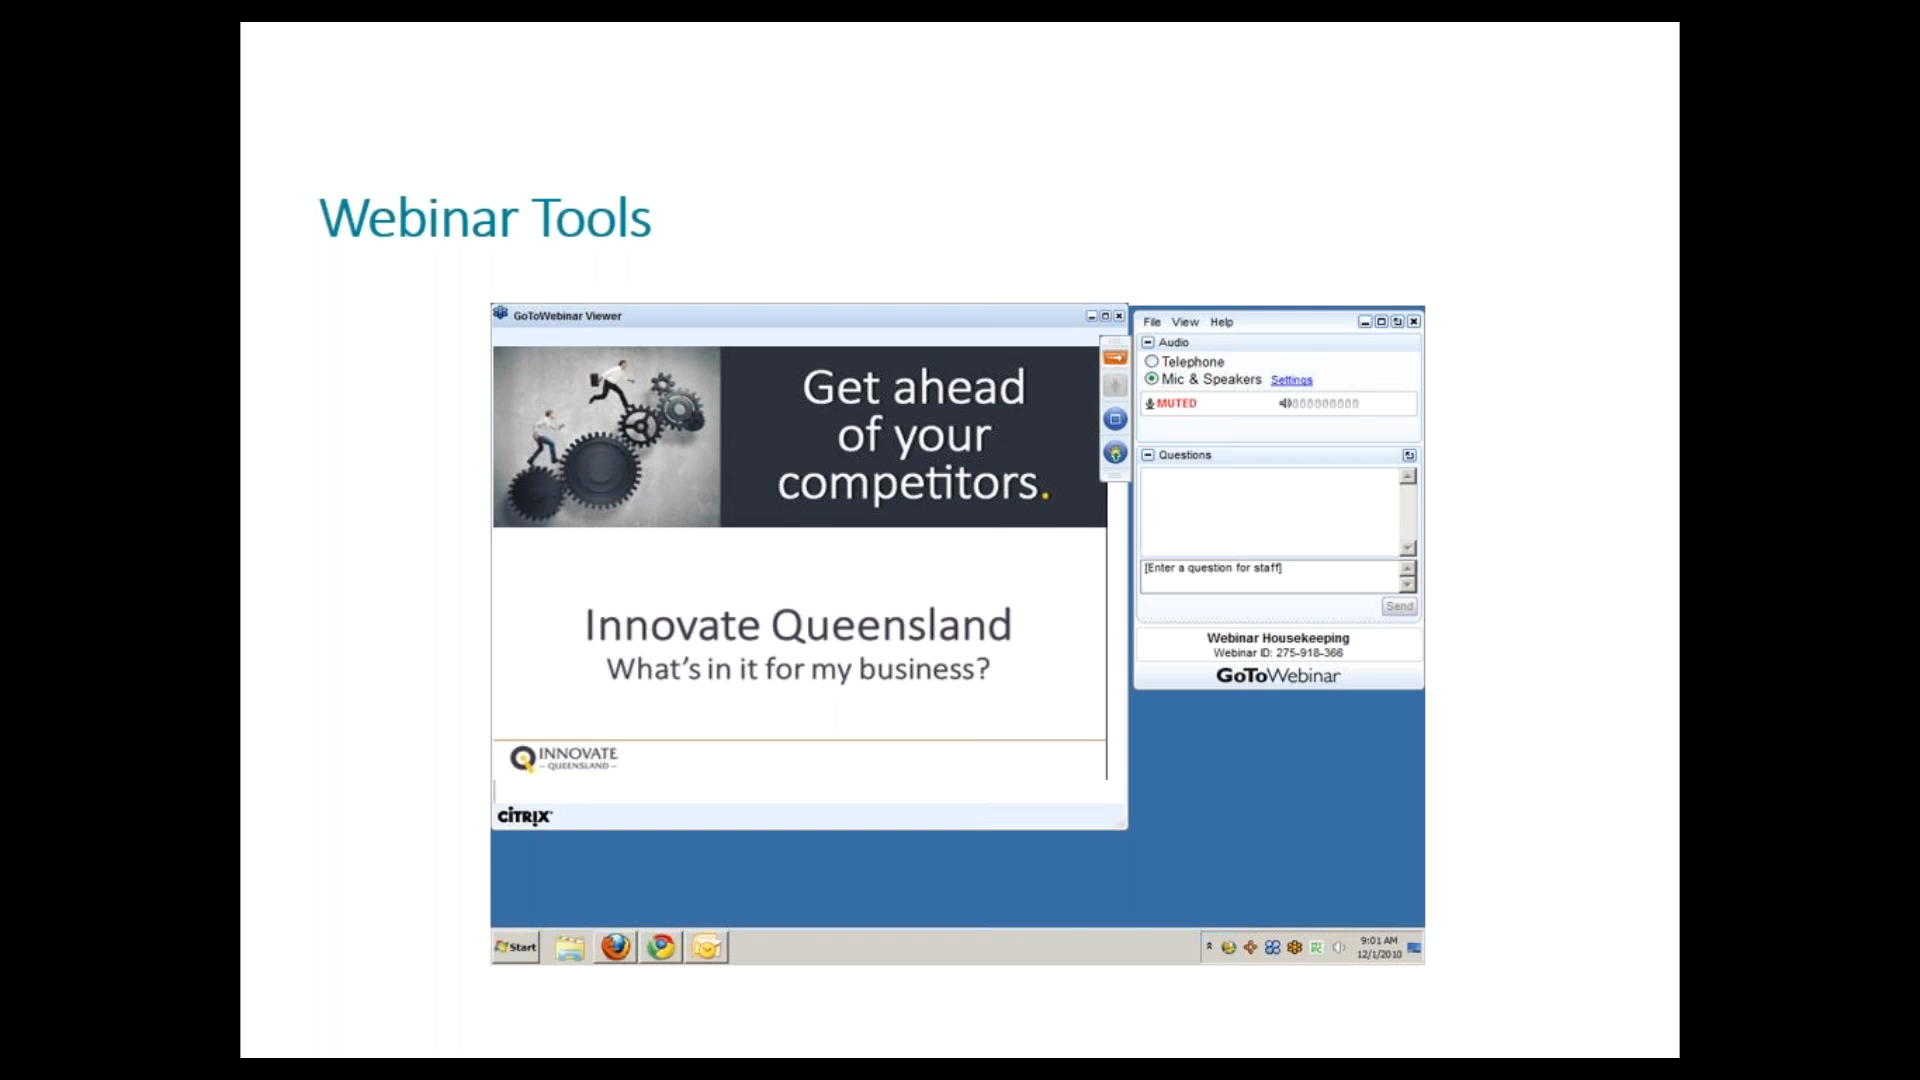 Webinar Tools
GoToWebinar Viewer
Get ahead
of your
competitors.
Innovate Queensland
What's in it for my business?
INNOVATE
– QUEENSLAND –
CITRIX
File View Help
Audio
Telephone
Mic & Speakers Settings
MUTED
Questions
[Enter a question for staff]
Send
Webinar Housekeeping
Webinar ID: 275-918-366
GoToWebinar
Start
9:01 AM
12/1/2010